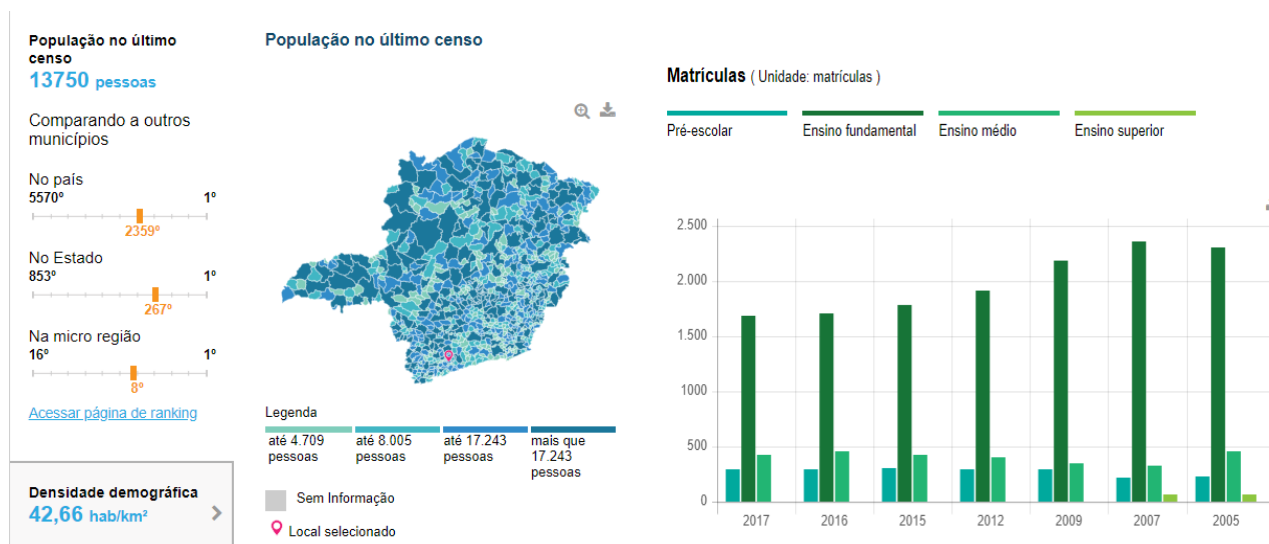 População no último
censo
13750 pessoas
Comparando a outros
municípios
No país
5570º 1º
2359º
No Estado
853º 1º
267º
Na micro região
16º 1º
8º
Acessar página de ranking
Densidade demográfica
42,66 hab/km²
População no último censo
Legenda
até 4.709
pessoas
até 8.005
pessoas
até 17.243
pessoas
mais que
17.243
pessoas
Sem Informação
Local selecionado
Matrículas ( Unidade: matrículas )
Pré-escolar Ensino fundamental Ensino médio Ensino superior
2.500
2.000
1.500
1000
500
0
2017 2016 2015 2012 2009 2007 2005